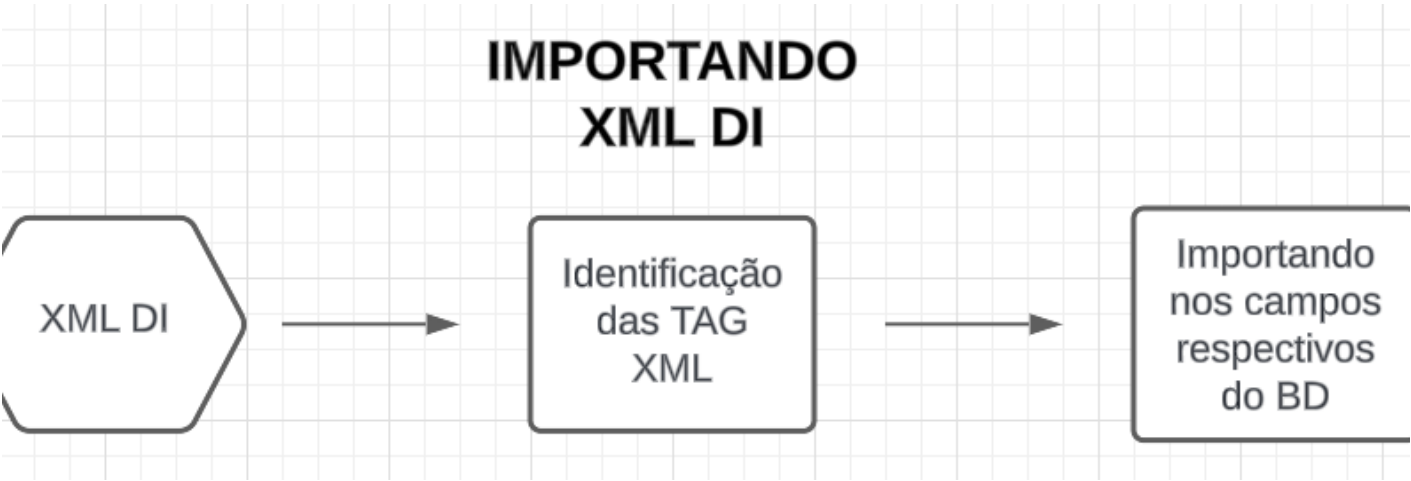 IMPORTANDO
XML DI
XML DI
Identificação
das TAG
XML
Importando
nos campos
respectivos
do BD